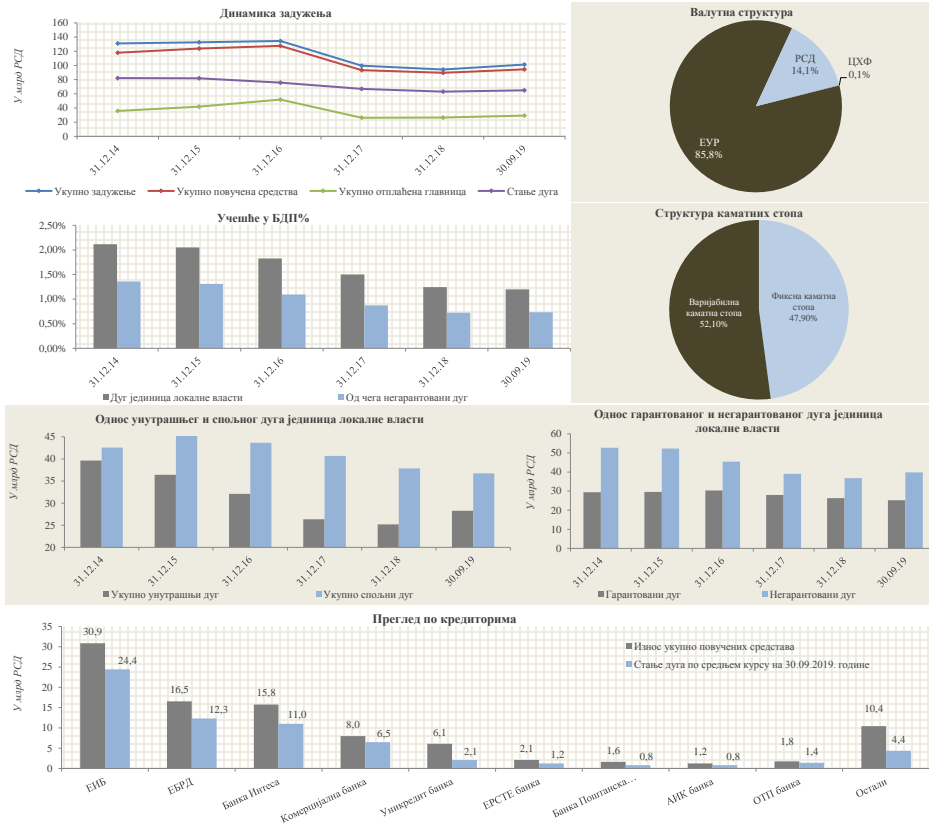 Динамика задужења
У млрд РСД
160
140
120
100
80
60
40
20
0
31.12.14
31.12.15
31.12.16
31.12.17
31.12.18
30.09.19
Укупно задужење
Укупно повучена средства
Укупно отплаћена главница
Стање дуга
Валутна структура
РСД
14,1%
ЦХФ
0,1%
ЕУР
85,8%
Учешће у БДП%
2,50%
2,00%
1,50%
1,00%
0,50%
0,00%
31.12.14
31.12.15
31.12.16
31.12.17
31.12.18
30.09.19
Дуг јединица локалне власти
Од чега негарантовани дуг
Структура каматних стопа
Варијабилна
каматна стопа
52,10%
Фиксна каматна
стопа
47,90%
Однос унутрашњег и спољног дуга јединица локалне власти
У млрд РСД
45
40
35
30
25
20
31.12.14
31.12.15
31.12.16
31.12.17
31.12.18
30.09.19
Укупно унутрашњи дуг
Укупно спољни дуг
Однос гарантованог и негарантованог дуга јединица
локалне власти
У млрд РСД
60
50
40
30
20
10
0
31.12.14
31.12.15
31.12.16
31.12.17
31.12.18
30.09.19
Гарантовани дуг
Негарантовани дуг
Преглед по кредиторима
У млрд РСД
35
30
25
20
15
10
5
0
Износ укупно повучених средстава
Стање дуга по средњем курсу на 30.09.2019. године
30,9
24,4
16,5
12,3
15,8
11,0
8,0
6,5
6,1
2,1
2,1
1,2
1,6
0,8
1,2
0,8
1,8
1,4
10,4
4,4
ЕИБ
ЕБРД
Банка Интеса
Комерцијална банка
Уникредит банка
ЕРСТЕ банка
Банка Поштанска…
АИК банка
ОТП банка
Остали